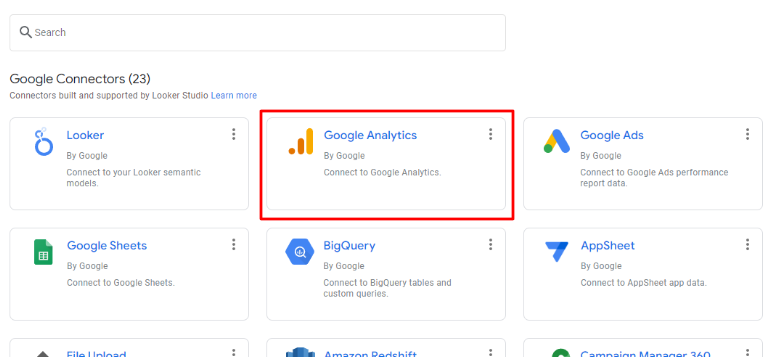 Search
Google Connectors (23)
Connectors built and supported by Looker Studio Learn more
Looker
By Google
Connect to your Looker semantic
models.
Google Analytics
By Google
Connect to Google Analytics.
Google Ads
By Google
Connect to Google Ads performance
report data.
Google Sheets
By Google
Connect to Google Sheets.
BigQuery
By Google
Connect to BigQuery tables and
custom queries.
AppSheet
By Google
Connect to AppSheet app data.
File Upload
Amazon Redshift
Campaign Manager 360